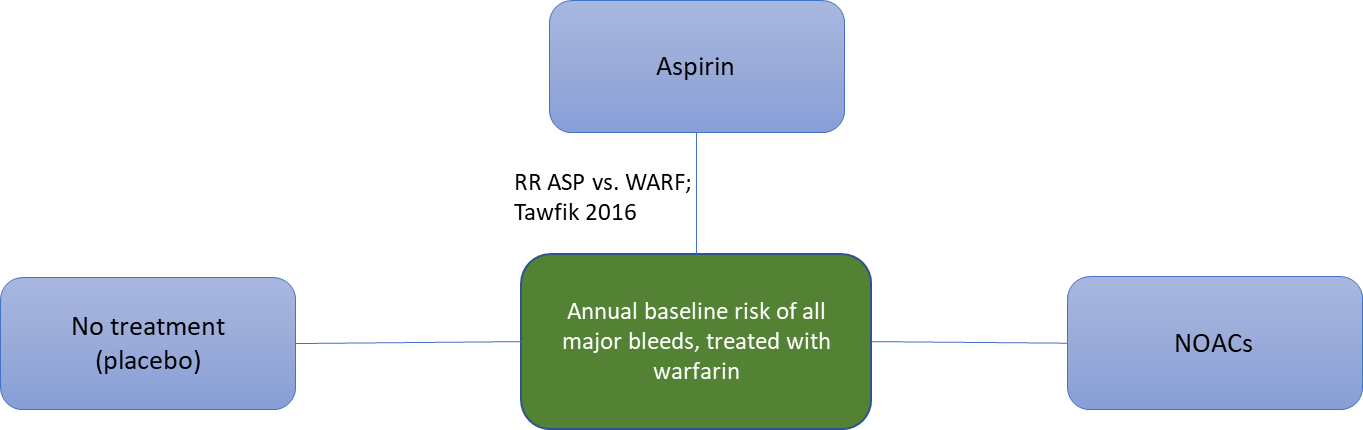 Aspirin
RR ASP vs. WARF;
Tawfik 2016
No treatment
(placebo)
Annual baseline risk of all
major bleeds, treated with
warfarin
NOACs